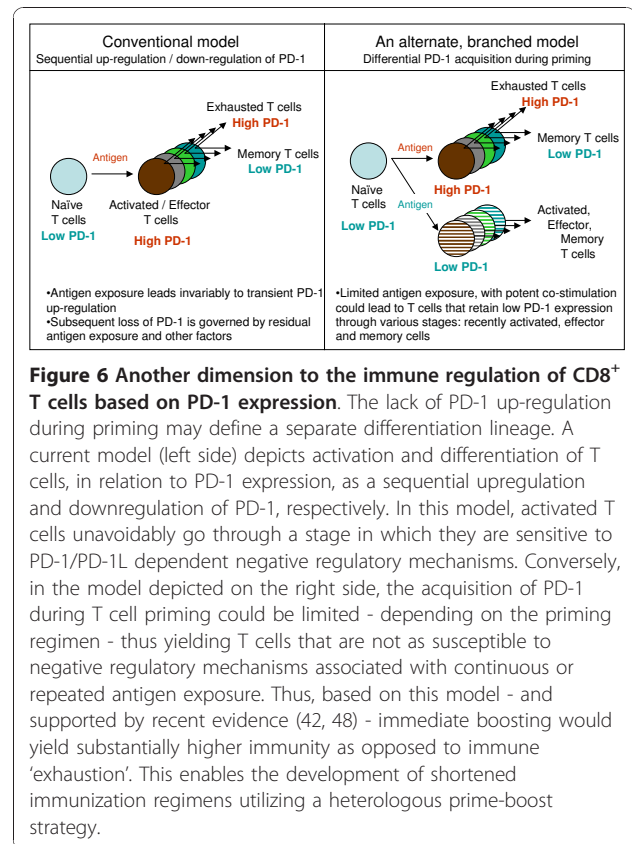 Conventional model
Sequential up-regulation / down-regulation of PD-1
Exhausted T cells
High PD-1
Antigen
Memory T cells
Low PD-1
Naïve
T cells
Low PD-1
Activated / Effector
T cells
High PD-1
•Antigen exposure leads invariably to transient PD-1
up-regulation
•Subsequent loss of PD-1 is governed by residual
antigen exposure and other factors
An alternate, branched model
Differential PD-1 acquisition during priming
Exhausted T cells
High PD-1
Antigen
Memory T cells
Low PD-1
Naïve
T cells
Low PD-1
Antigen
High PD-1
Activated,
Effector,
Memory
T cells
Low PD-1
•Limited antigen exposure, with potent co-stimulation
could lead to T cells that retain low PD-1 expression
through various stages: recently activated, effector
and memory cells
Figure 6 Another dimension to the immune regulation of CD8+
T cells based on PD-1 expression. The lack of PD-1 up-regulation
during priming may define a separate differentiation lineage. A
current model (left side) depicts activation and differentiation of T
cells, in relation to PD-1 expression, as a sequential upregulation
and downregulation of PD-1, respectively. In this model, activated T
cells unavoidably go through a stage in which they are sensitive to
PD-1/PD-1L dependent negative regulatory mechanisms. Conversely,
in the model depicted on the right side, the acquisition of PD-1
during T cell priming could be limited - depending on the priming
regimen - thus yielding T cells that are not as susceptible to
negative regulatory mechanisms associated with continuous or
repeated antigen exposure. Thus, based on this model - and
supported by recent evidence (42, 48) - immediate boosting would
yield substantially higher immunity as opposed to immune
‘exhaustion’. This enables the development of shortened
immunization regimens utilizing a heterologous prime-boost
strategy.